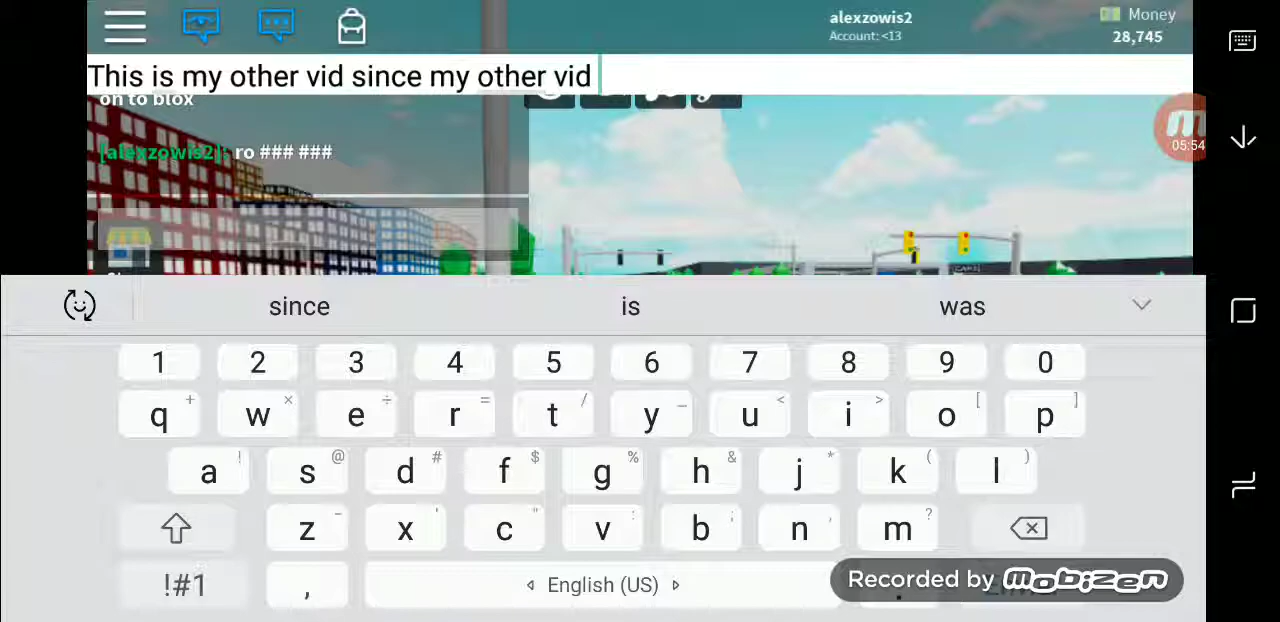 alexzowis2
Account: <13
Money
28,745
This is my other vid since my other vid
on to blox
[alexzowis2]: ro ### ###
05:54
since is was
1 2 3 4 5 6 7 8 9 0
q + w × e ÷ r = t / y _ u < i > o [ p ]
a ! s @ d # f $ g % h & j * k ( l )
z - x ' c " v : b ; n , m ?
!#1 , English (US) .
Recorded by mobizen